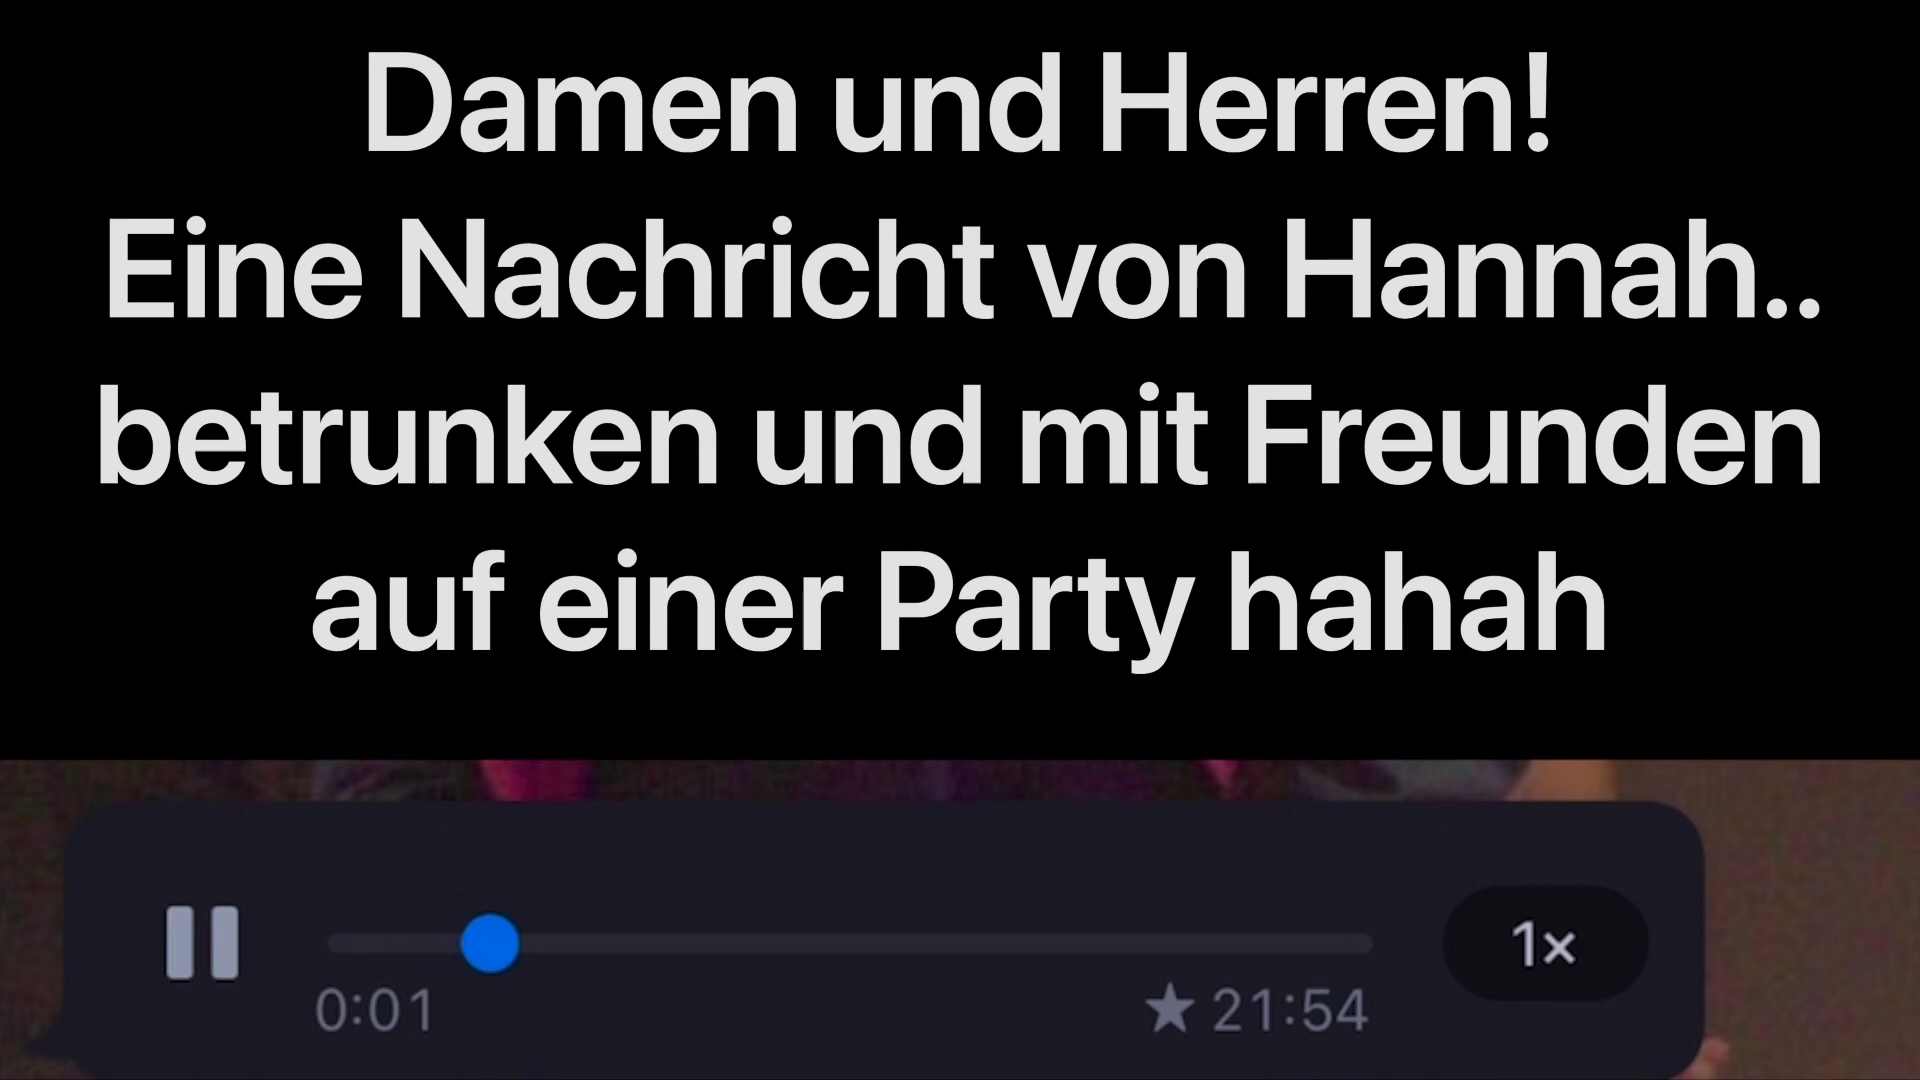 Damen und Herren!
Eine Nachricht von Hannah..
betrunken und mit Freunden
auf einer Party hahah
1×
0:01 ★ 21:54